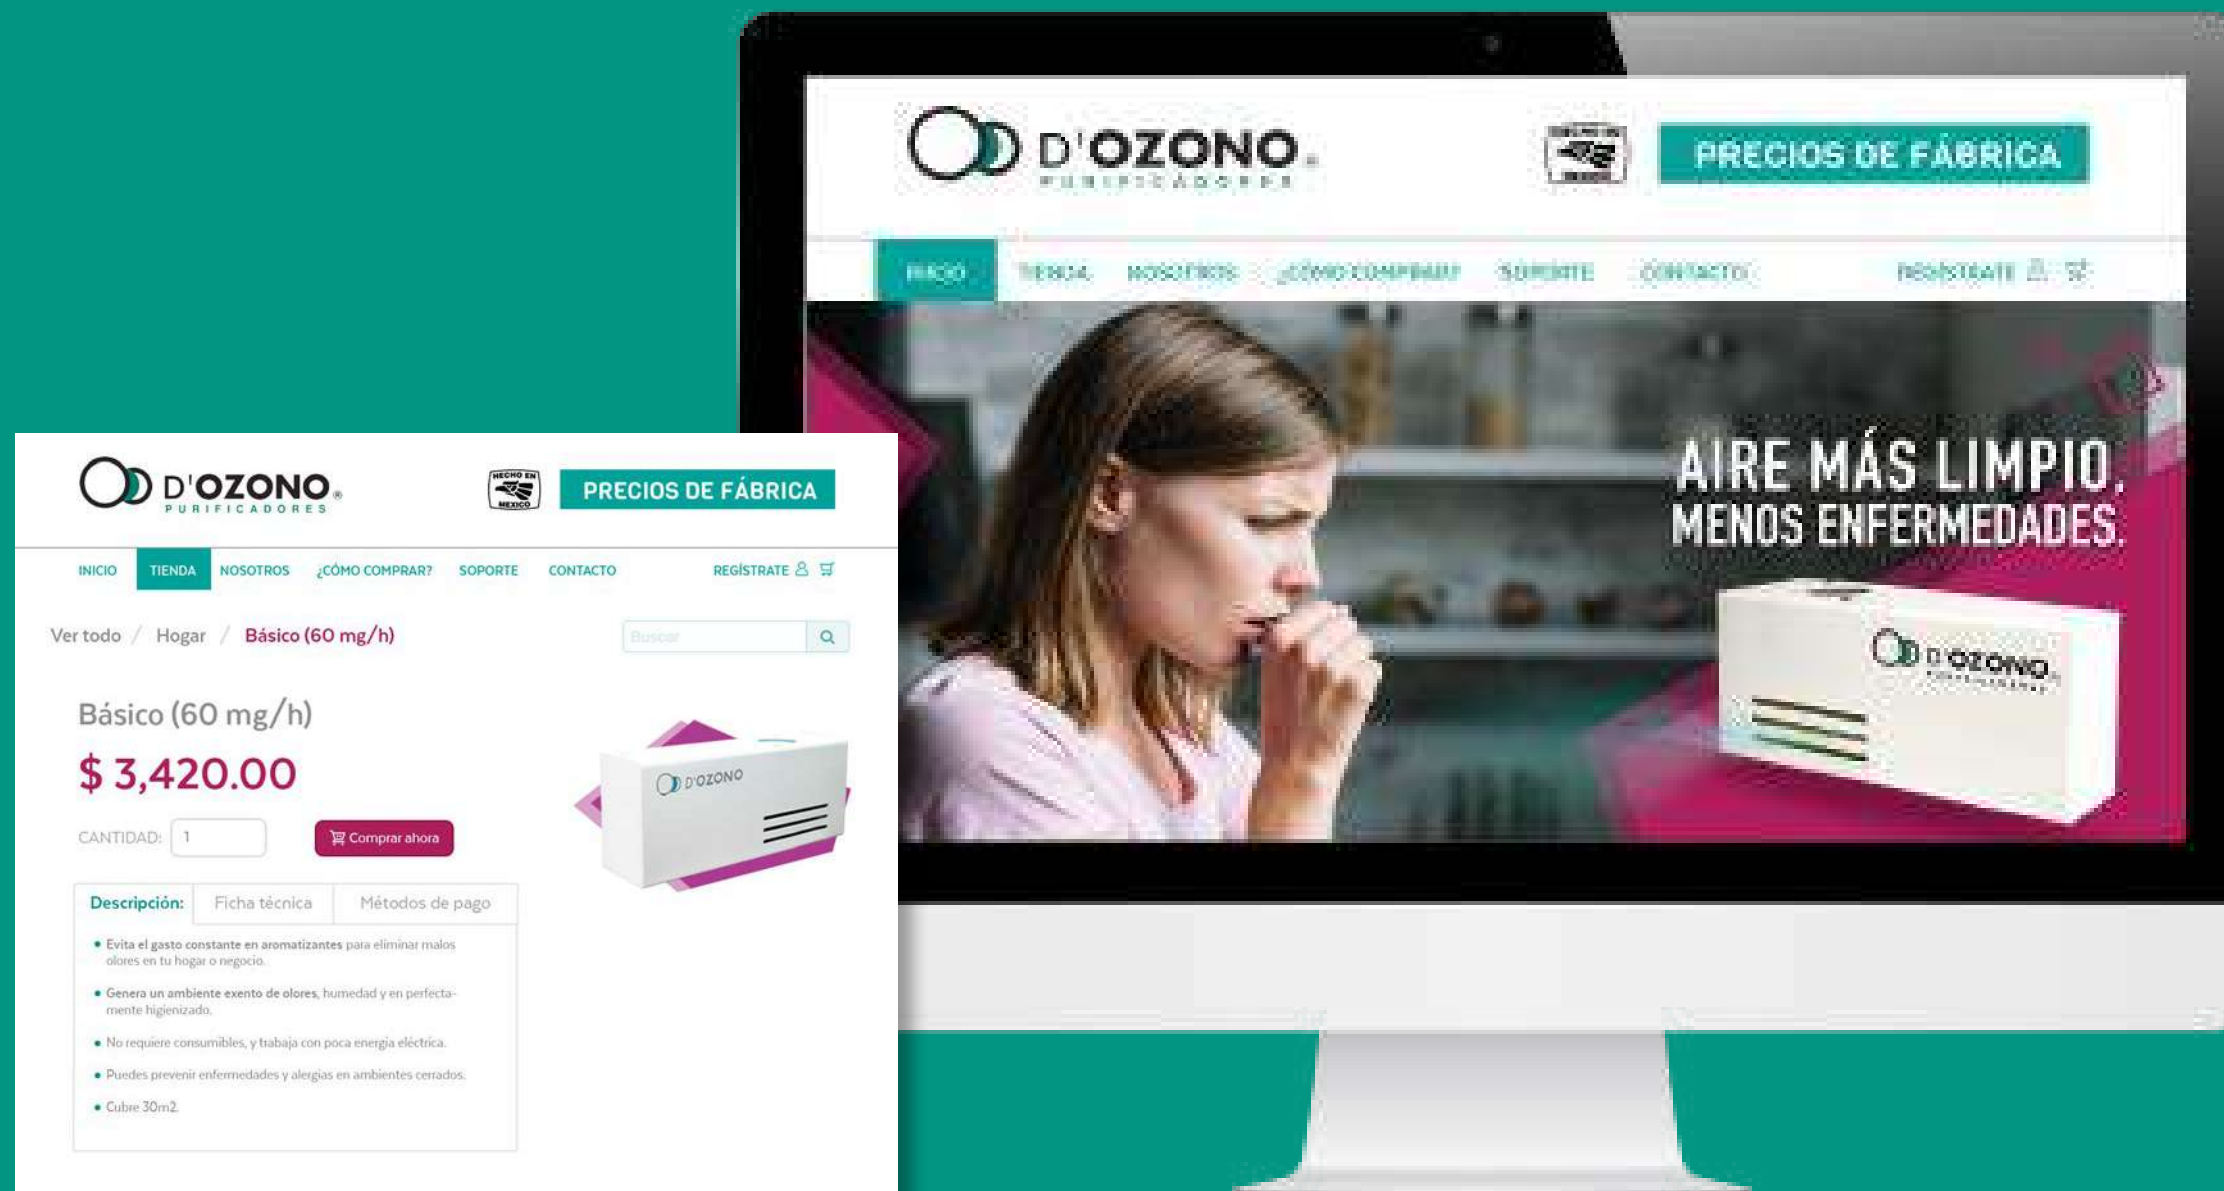 D'OZONO®
PURIFICADORES
HECHO EN
MEXICO
PRECIOS DE FÁBRICA
INICIO TIENDA NOSOTROS ¿CÓMO COMPRAR? SOPORTE CONTACTO REGÍSTRATE
AIRE MÁS LIMPIO.
MENOS ENFERMEDADES.
D'OZONO
PURIFICADORES
D'OZONO®
PURIFICADORES
HECHO EN
MEXICO
PRECIOS DE FÁBRICA
INICIO TIENDA NOSOTROS ¿CÓMO COMPRAR? SOPORTE CONTACTO REGÍSTRATE
Ver todo / Hogar / Básico (60 mg/h) Buscar
Básico (60 mg/h)
$ 3,420.00
CANTIDAD: 1 Comprar ahora
D'OZONO
Descripción: Ficha técnica Métodos de pago
• Evita el gasto constante en aromatizantes para eliminar malos
olores en tu hogar o negocio.
• Genera un ambiente exento de olores, humedad y en perfecta-
mente higienizado.
• No requiere consumibles, y trabaja con poca energía eléctrica.
• Puedes prevenir enfermedades y alergias en ambientes cerrados.
• Cubre 30m2.